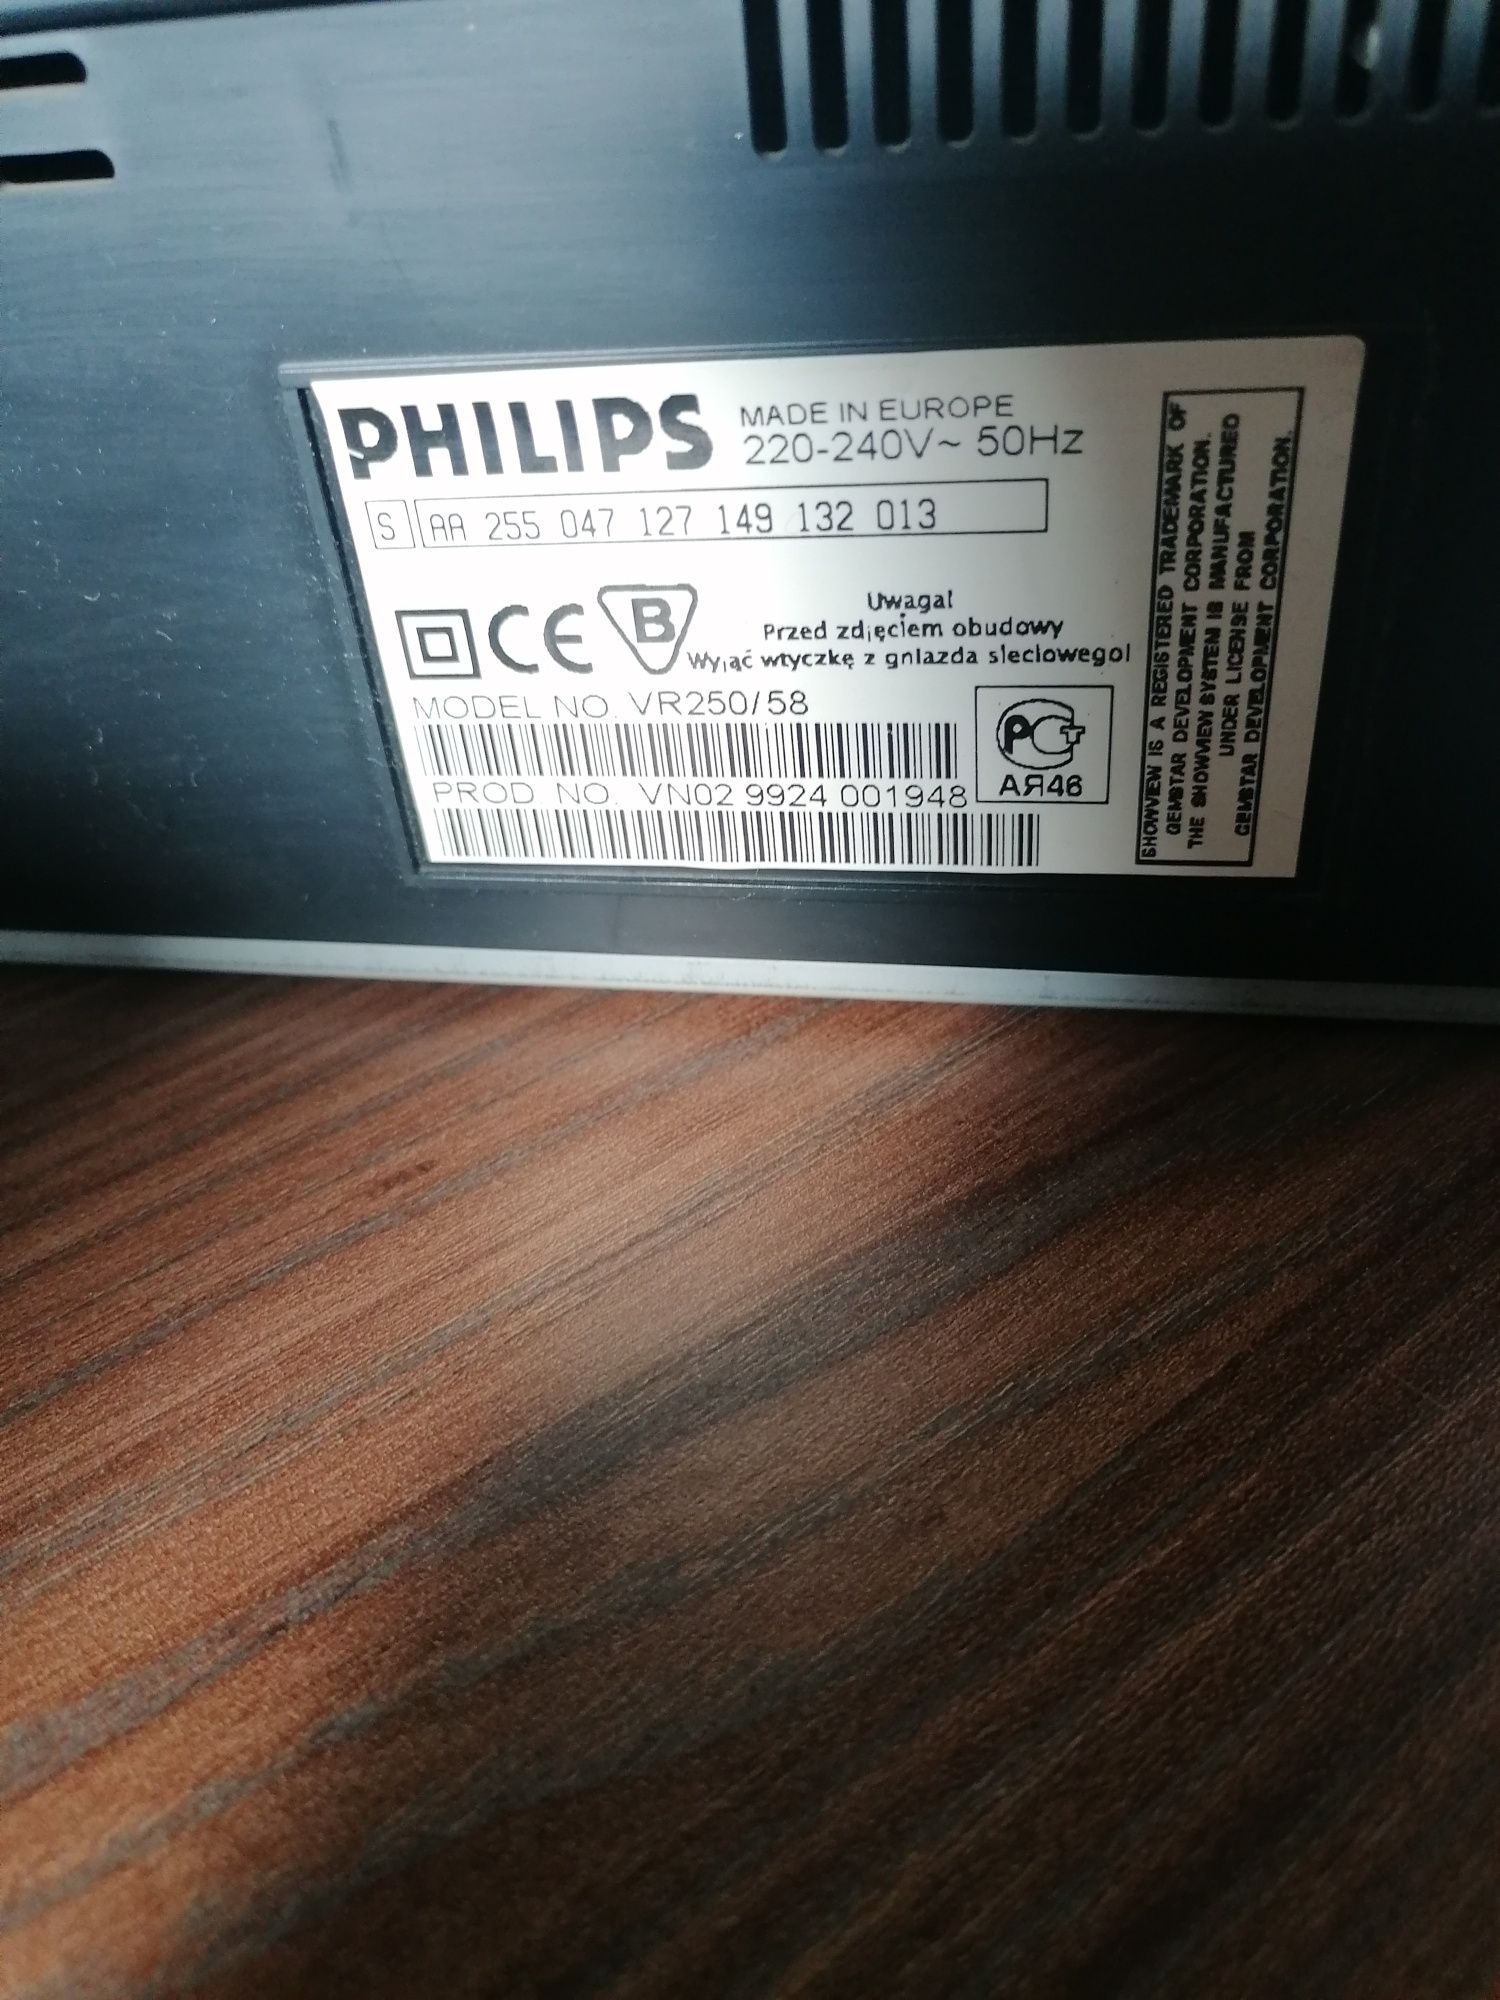 PHILIPS
MADE IN EUROPE
220-240V~ 50Hz
S AA 255 047 127 149 132 013
CE B
Uwaga!
Przed zdjęciem obudowy
Wyjąć wtyczkę z gniazda sieciowego!
MODEL NO. VR250/58
PROD. NO. VN02 9924 001948
PCT
АЯ46
SHOWVIEW IS A REGISTERED TRADEMARK OF
GEMSTAR DEVELOPMENT CORPORATION.
THE SHOWVIEW SYSTEM IS MANUFACTURED
UNDER LICENSE FROM
GEMSTAR DEVELOPMENT CORPORATION.